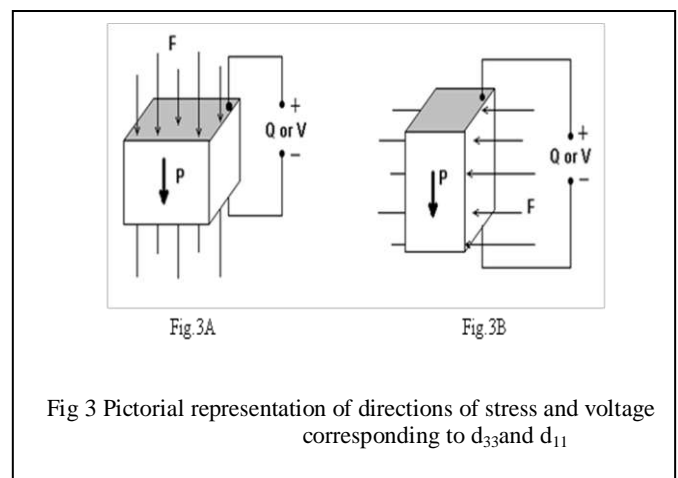 F
+
Q or V
−
P
Fig.3A
+
Q or V
−
P
F
Fig.3B
Fig 3 Pictorial representation of directions of stress and voltage
corresponding to d₃₃and d₁₁